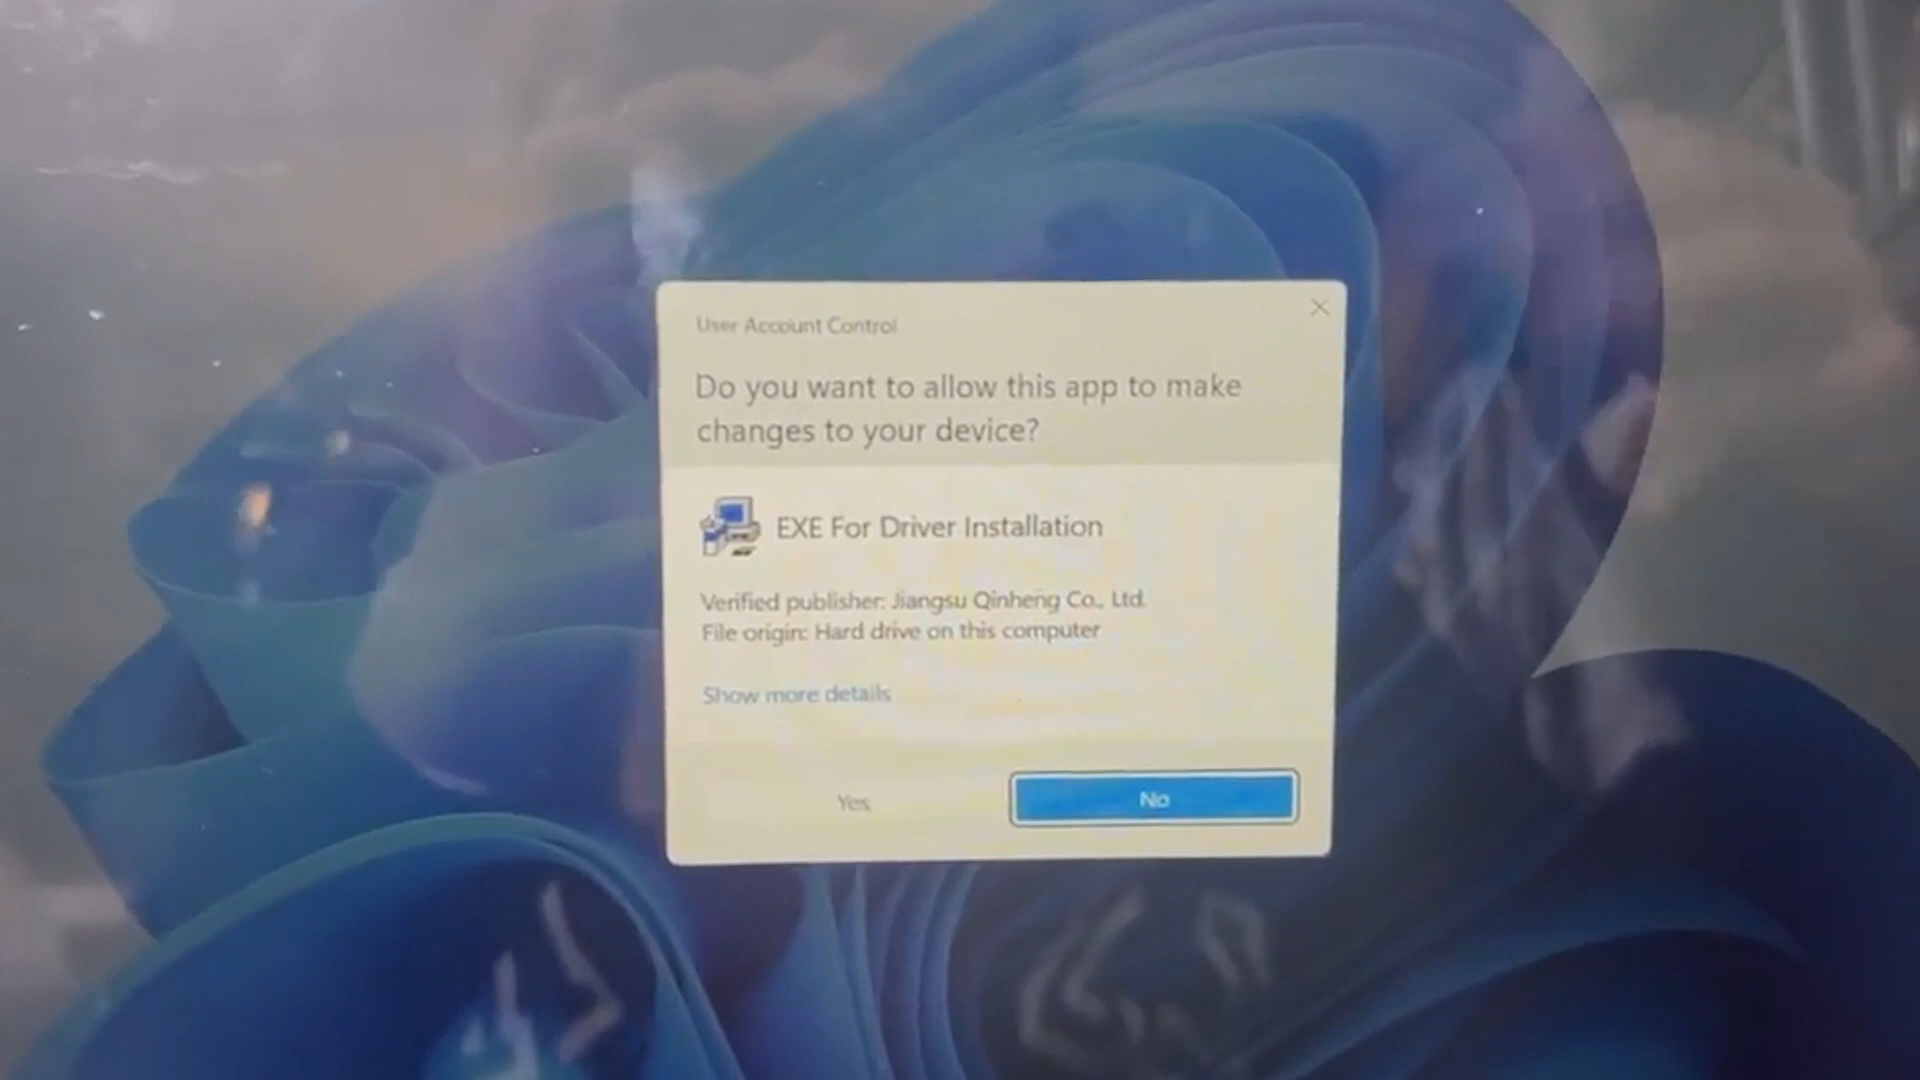 User Account Control
Do you want to allow this app to make
changes to your device?
EXE For Driver Installation
Verified publisher: Jiangsu Qinheng Co., Ltd.
File origin: Hard drive on this computer
Show more details
Yes
No